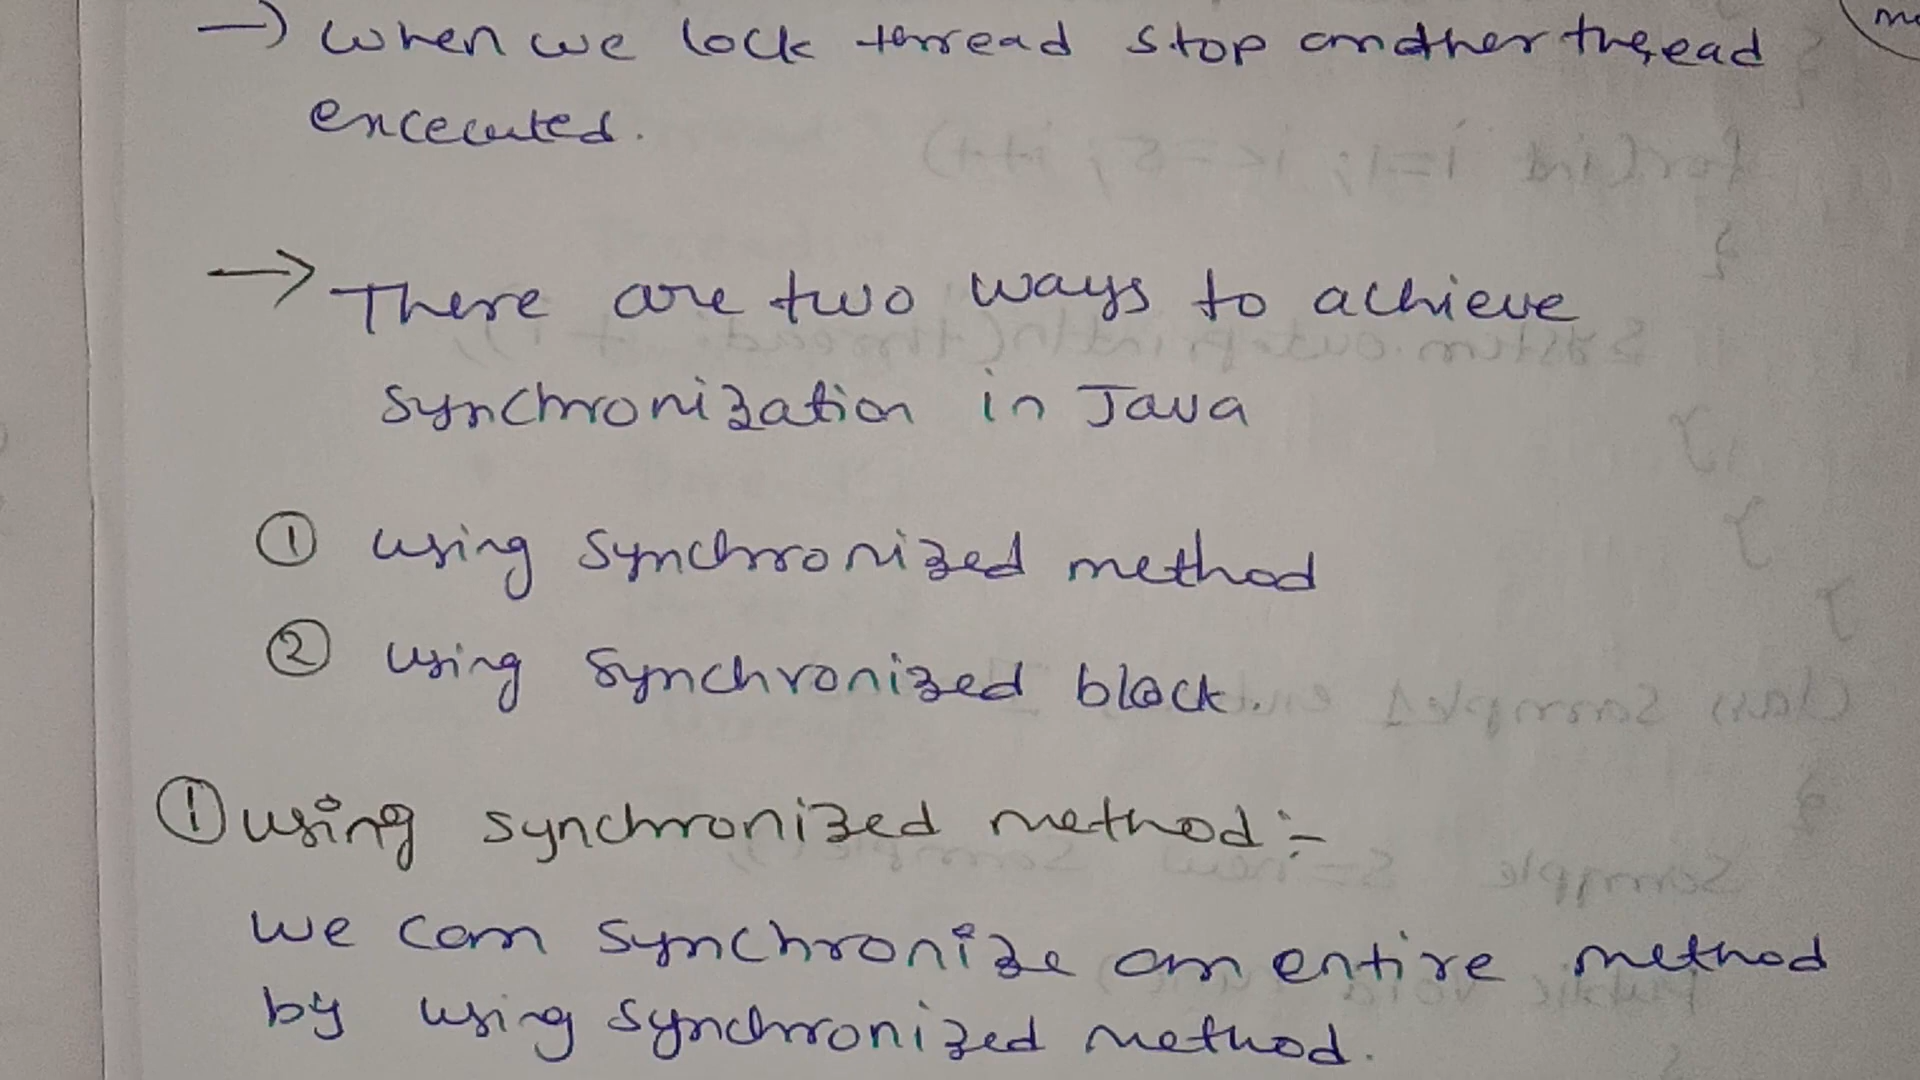 → when we lock thread stop another thread
excecuted.
→ There are two ways to achieve
synchronization in Java
① using synchronized method
② using synchronized block.
① using synchronized method :-
we can synchronize an entire method
by using synchronized method.